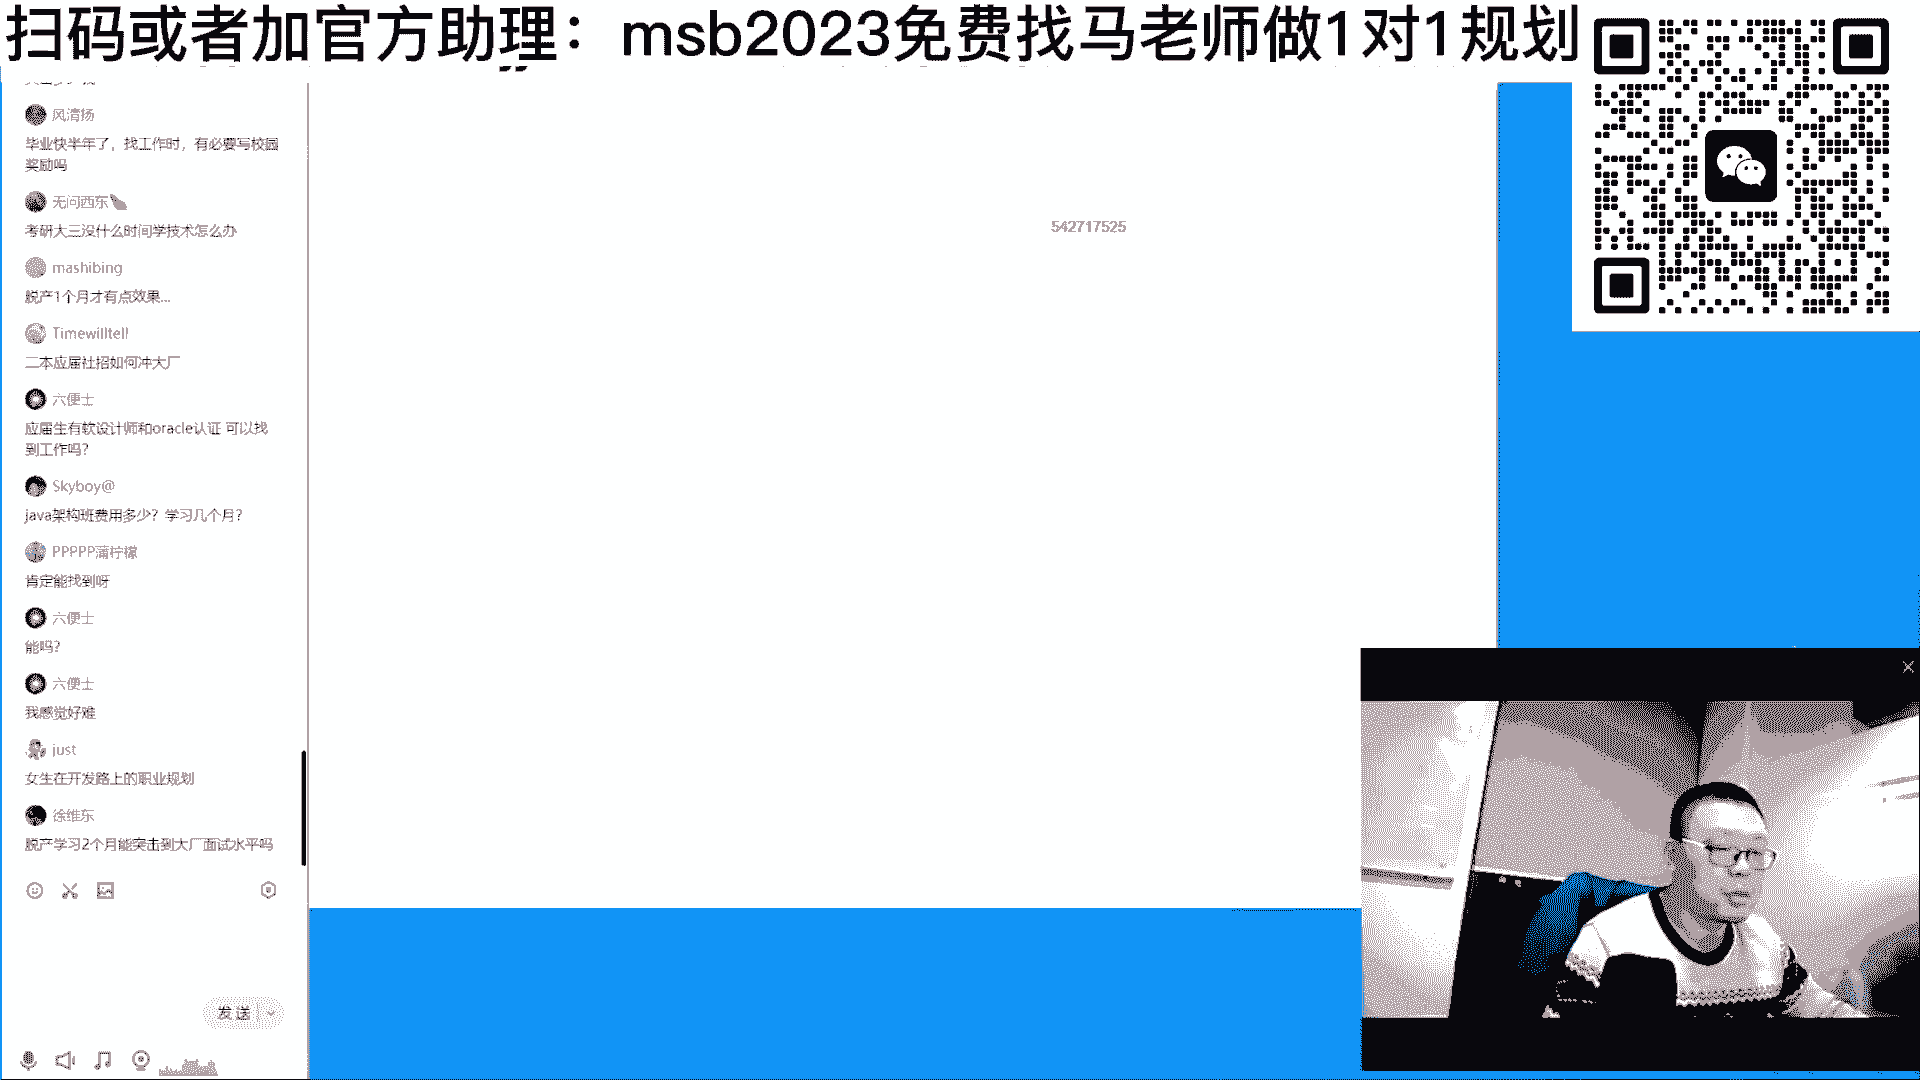 扫码或者加官方助理：msb2023免费找马老师做1对1规划
风清扬
毕业快半年了，找工作时，有必要写校园
奖励吗
无问西东
考研大三没什么时间学技术怎么办
mashibing
脱产1个月才有点效果...
Timewilltell
二本应届社招如何冲大厂
六便士
应届生有软设计师和oracle认证 可以找
到工作吗？
Skyboy@
java架构班费用多少？学习几个月？
PPPPP蒲柠檬
肯定能找到呀
六便士
能吗？
六便士
我感觉好难
just
女生在开发路上的职业规划
徐维东
脱产学习2个月能突击到大厂面试水平吗
发送
542717525